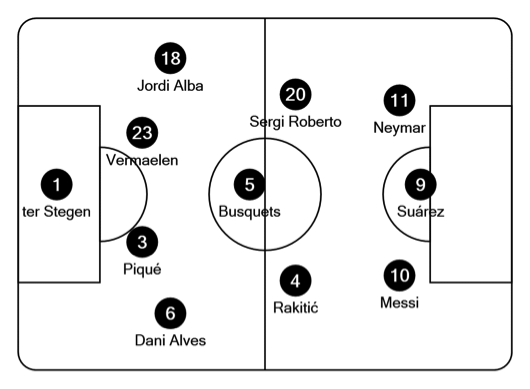 18
Jordi Alba
20
Sergi Roberto
11
Neymar
23
Vermaelen
1
ter Stegen
5
Busquets
9
Suárez
3
Piqué
4
Rakitić
10
Messi
6
Dani Alves